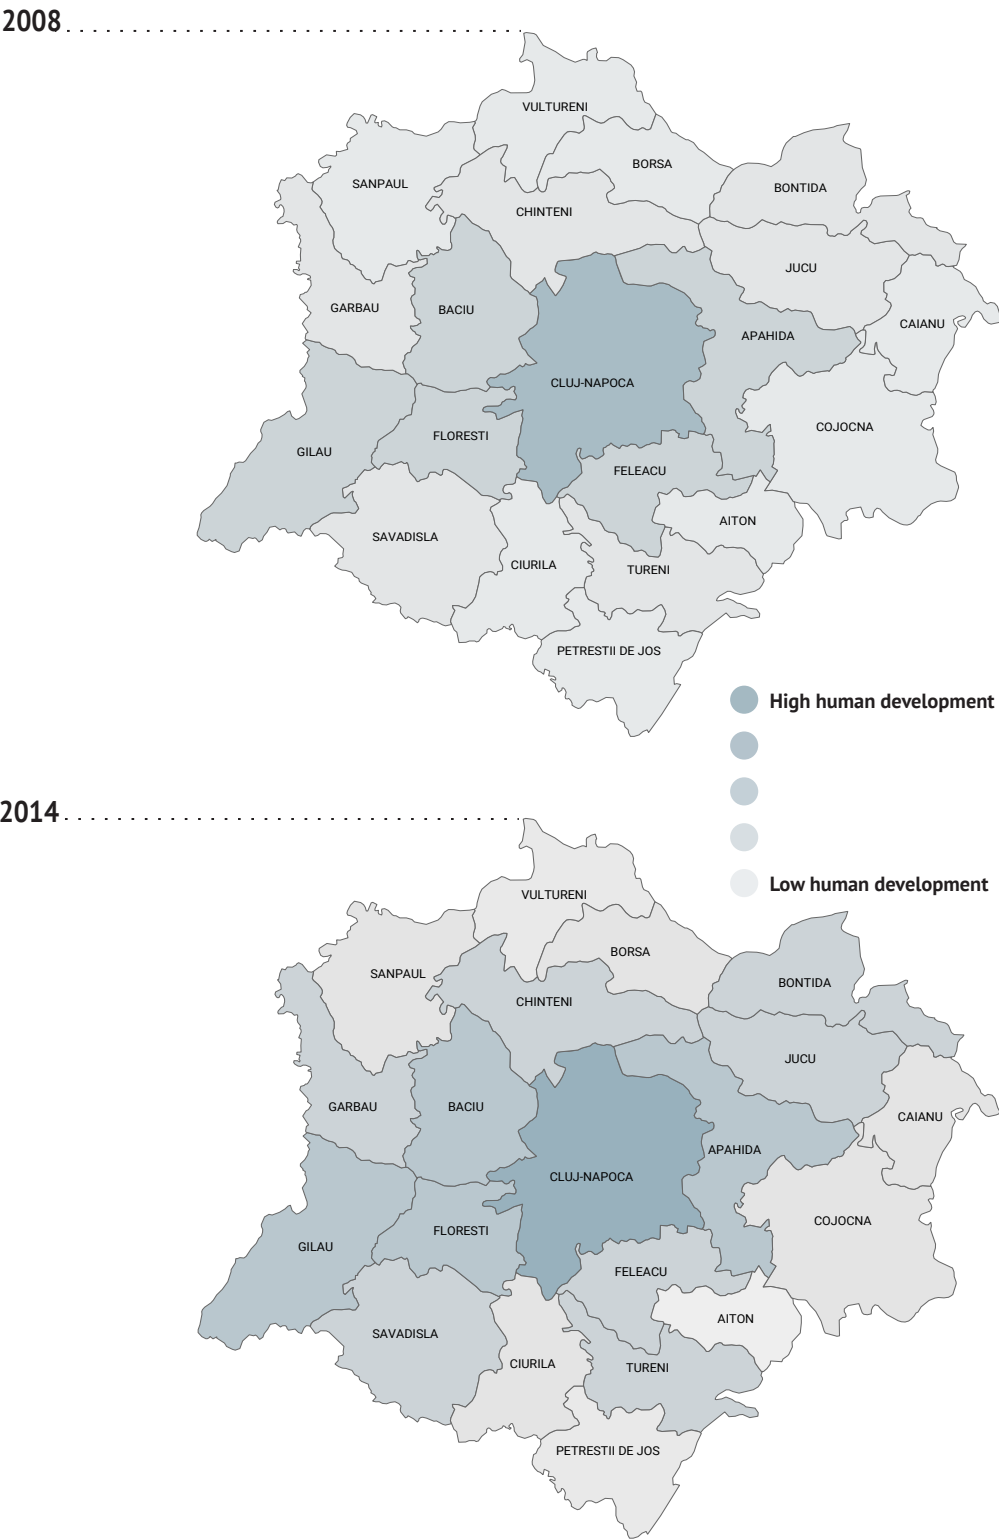 2008
VULTURENI
BORSA
SANPAUL
BONTIDA
CHINTENI
JUCU
GARBAU
BACIU
CAIANU
APAHIDA
CLUJ-NAPOCA
COJOCNA
FLORESTI
GILAU
FELEACU
AITON
SAVADISLA
CIURILA
TURENI
PETRESTII DE JOS
High human development
2014
Low human development
VULTURENI
BORSA
SANPAUL
BONTIDA
CHINTENI
JUCU
GARBAU
BACIU
CAIANU
APAHIDA
CLUJ-NAPOCA
COJOCNA
FLORESTI
GILAU
FELEACU
AITON
SAVADISLA
CIURILA
TURENI
PETRESTII DE JOS